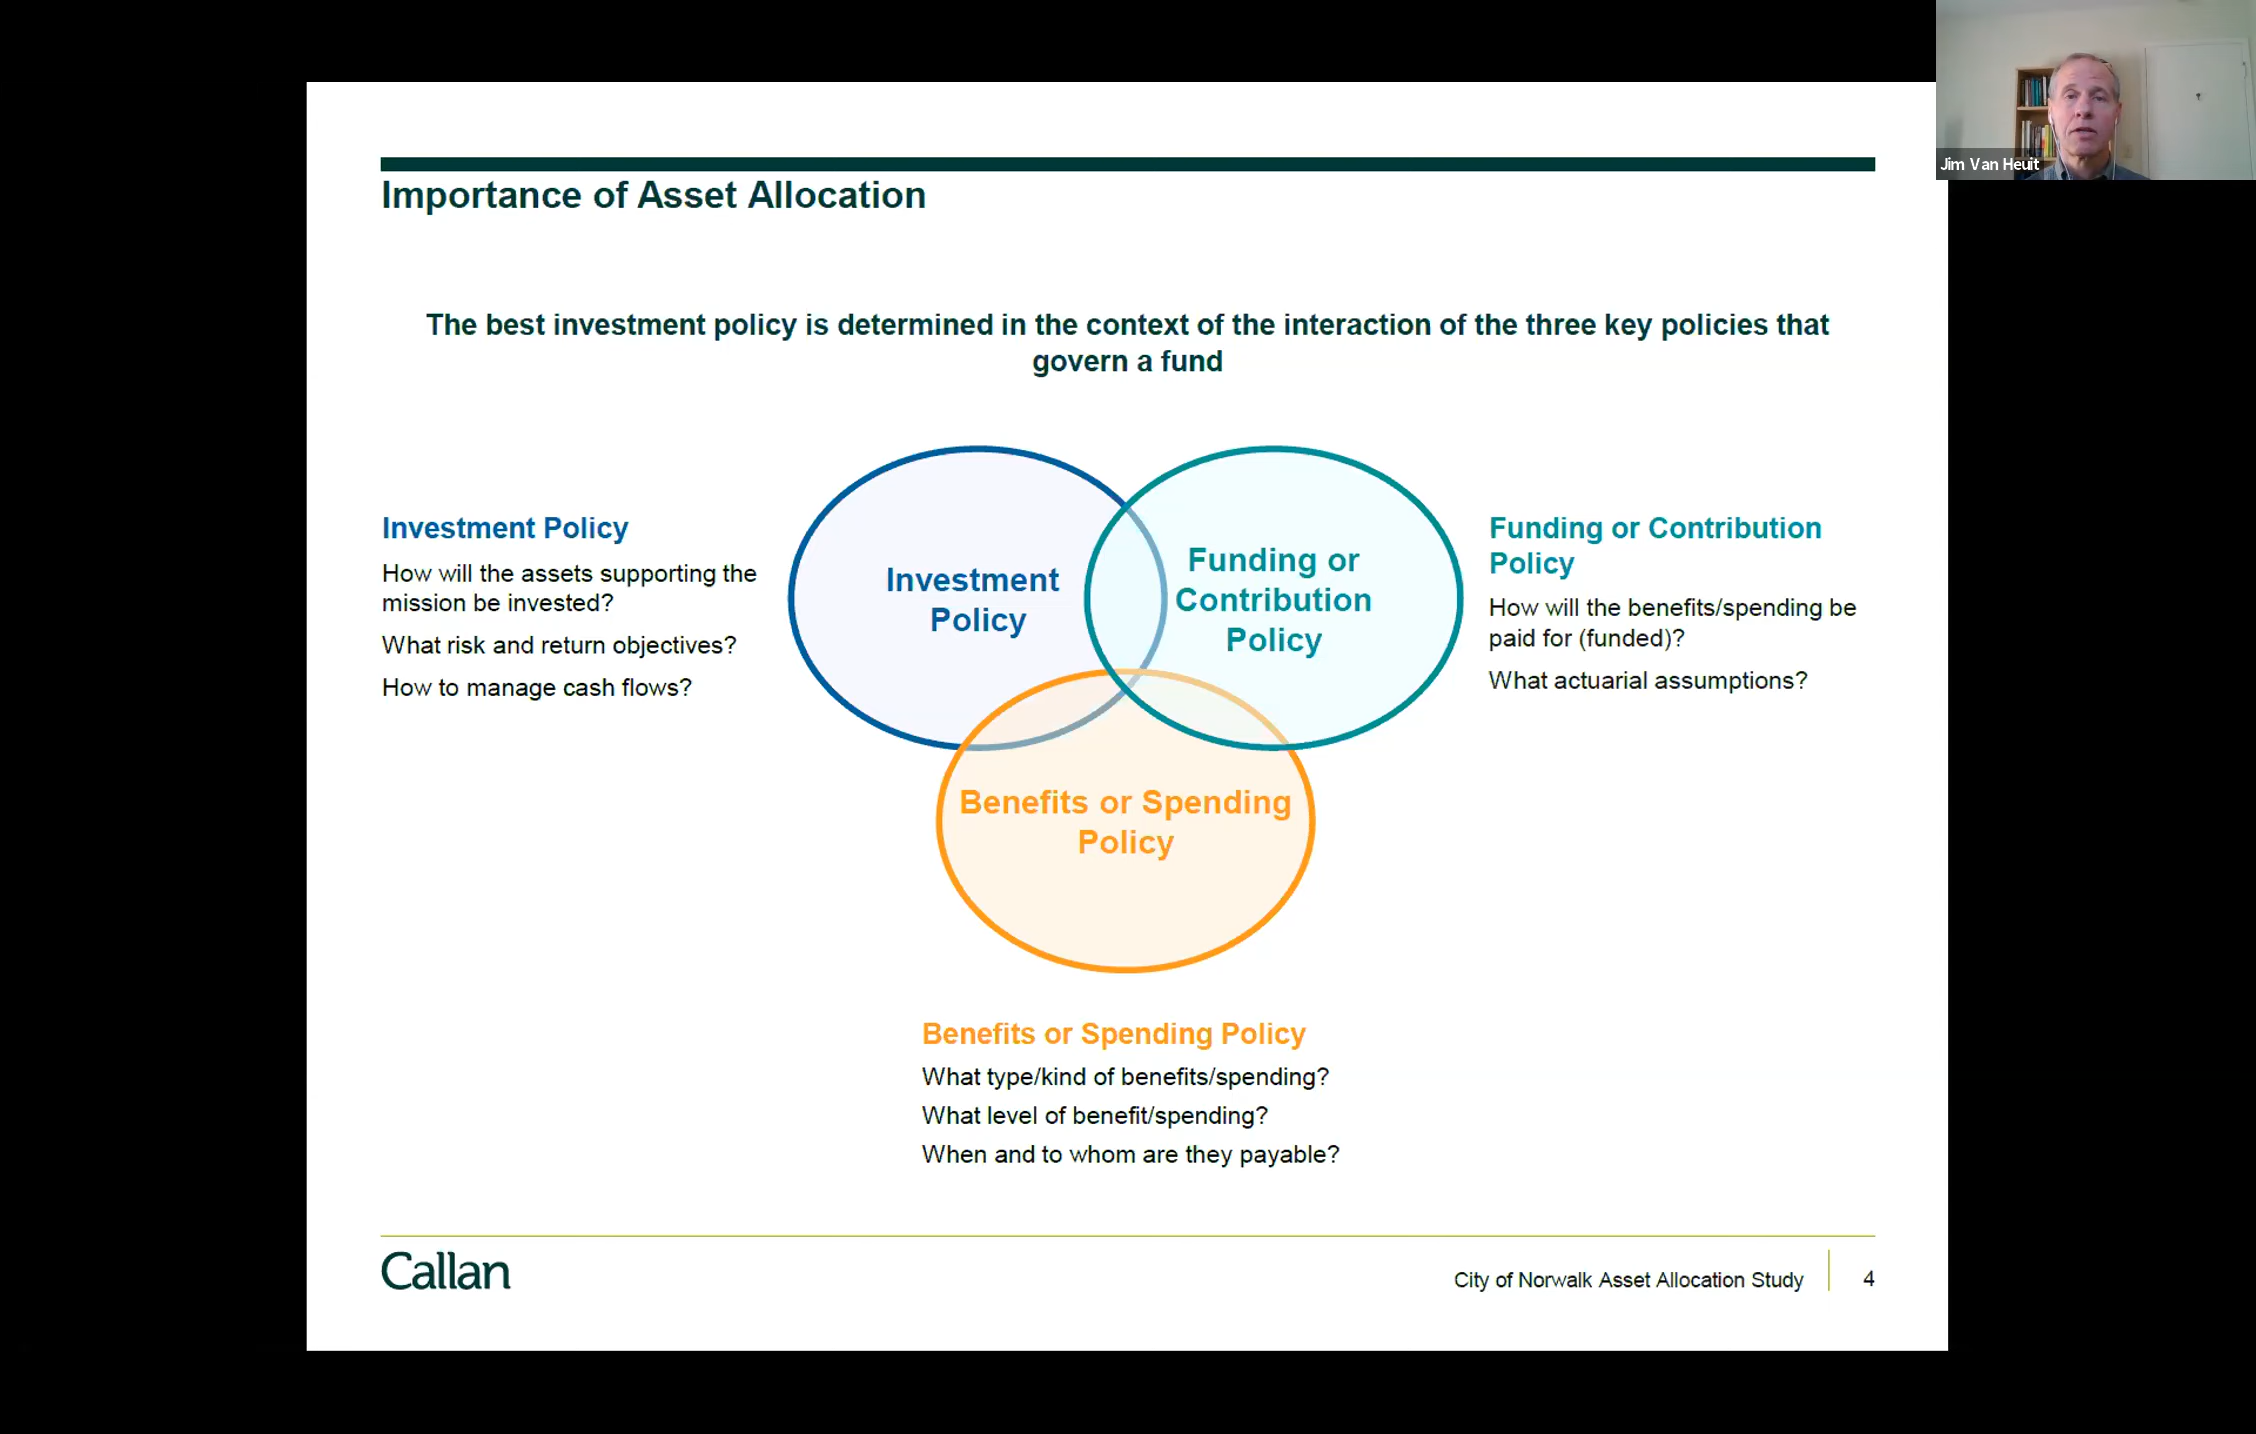 Jim Van Heuit
Importance of Asset Allocation
The best investment policy is determined in the context of the interaction of the three key policies that
govern a fund
Investment Policy
How will the assets supporting the
mission be invested?
What risk and return objectives?
How to manage cash flows?
Investment
Policy
Funding or
Contribution
Policy
Benefits or Spending
Policy
Funding or Contribution
Policy
How will the benefits/spending be
paid for (funded)?
What actuarial assumptions?
Benefits or Spending Policy
What type/kind of benefits/spending?
What level of benefit/spending?
When and to whom are they payable?
Callan
City of Norwalk Asset Allocation Study
4